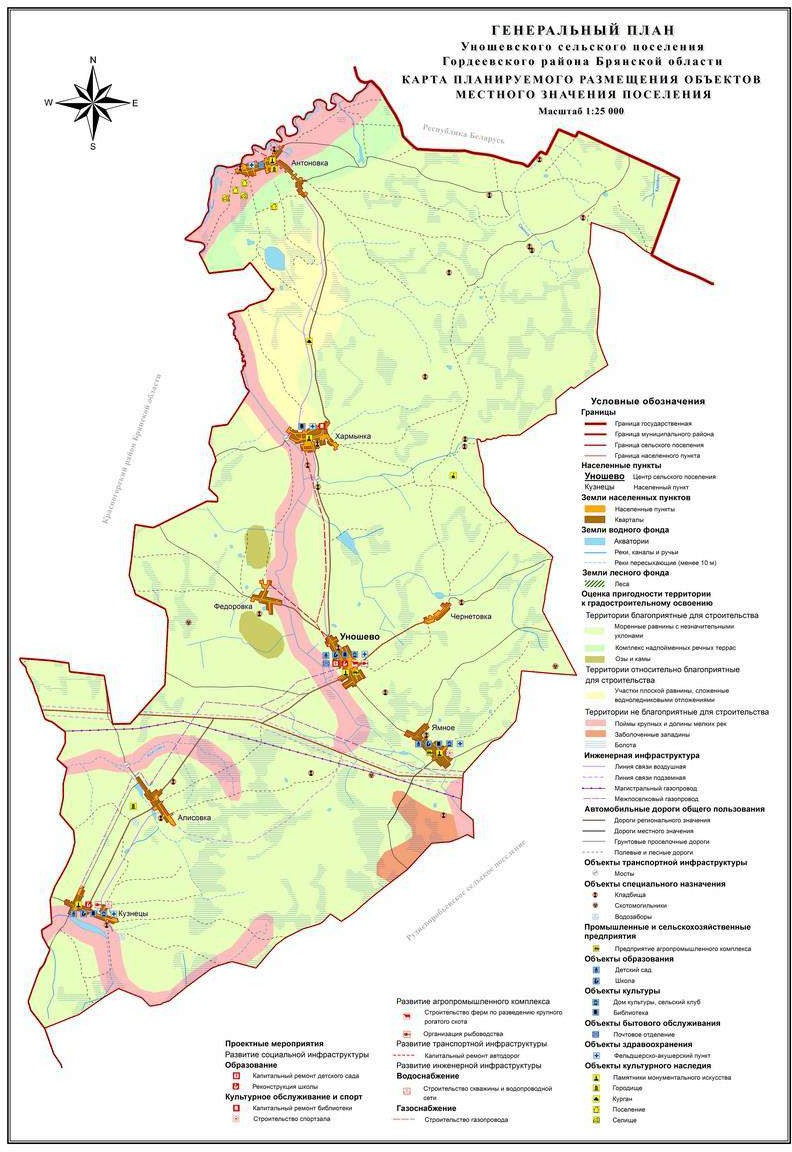 ГЕНЕРАЛЬНЫЙ ПЛАН
Уношевского сельского поселения
Гордеевского района Брянской области
КАРТА ПЛАНИРУЕМОГО РАЗМЕЩЕНИЯ ОБЪЕКТОВ
МЕСТНОГО ЗНАЧЕНИЯ ПОСЕЛЕНИЯ
Масштаб 1:25 000
N
W
E
S
Республика Беларусь
Антоновка
Красногорский район Брянской области
Хармынка
Федоровка
Чернетовка
Уношево
Ямное
Алисовка
Кузнецы
Рудневоробьевское сельское поселение
Условные обозначения
Границы
Граница государственная
Граница муниципального района
Граница сельского поселения
Граница населенного пункта
Населенные пункты
Уношево Центр сельского поселения
Кузнецы Населенный пункт
Земли населенных пунктов
Населенные пункты
Кварталы
Земли водного фонда
Акватории
Реки, каналы и ручьи
Реки пересыхающие (менее 10 м)
Земли лесного фонда
Леса
Оценка пригодности территории
к градостроительному освоению
Территории благоприятные для строительства
Моренные равнины с незначительными
уклонами
Комплекс надпойменных речных террас
Озы и камы
Территории относительно благоприятные
для строительства
Участки плоской равнины, сложенные
водноледниковыми отложениями
Территории не благоприятные для строительства
Поймы крупных и долины мелких рек
Заболоченные западины
Болота
Инженерная инфраструктура
Линия связи воздушная
Линия связи подземная
Магистральный газопровод
Межпоселковый газопровод
Автомобильные дороги общего пользования
Дороги регионального значения
Дороги местного значения
Грунтовые проселочные дороги
Полевые и лесные дороги
Объекты транспортной инфраструктуры
Мосты
Объекты специального назначения
Кладбища
Скотомогильники
Водозаборы
Промышленные и сельскохозяйственные
предприятия
Предприятие агропромышленного комплекса
Объекты образования
Детский сад
Школа
Объекты культуры
Дом культуры, сельский клуб
Библиотека
Объекты бытового обслуживания
Почтовое отделение
Объекты здравоохранения
Фельдшерско-акушерский пункт
Объекты культурного наследия
Памятники монументального искусства
Городище
Курган
Поселение
Селище
Проектные мероприятия
Развитие социальной инфраструктуры
Образование
Капитальный ремонт детского сада
Реконструкция школы
Культурное обслуживание и спорт
Капитальный ремонт библиотеки
Строительство спортзала
Развитие агропромышленного комплекса
Строительство ферм по разведению крупного
рогатого скота
Организация рыбоводства
Развитие транспортной инфраструктуры
Капитальный ремонт автодорог
Развитие инженерной инфраструктуры
Водоснабжение
Строительство скважины и водопроводной
сети
Газоснабжение
Строительство газопровода